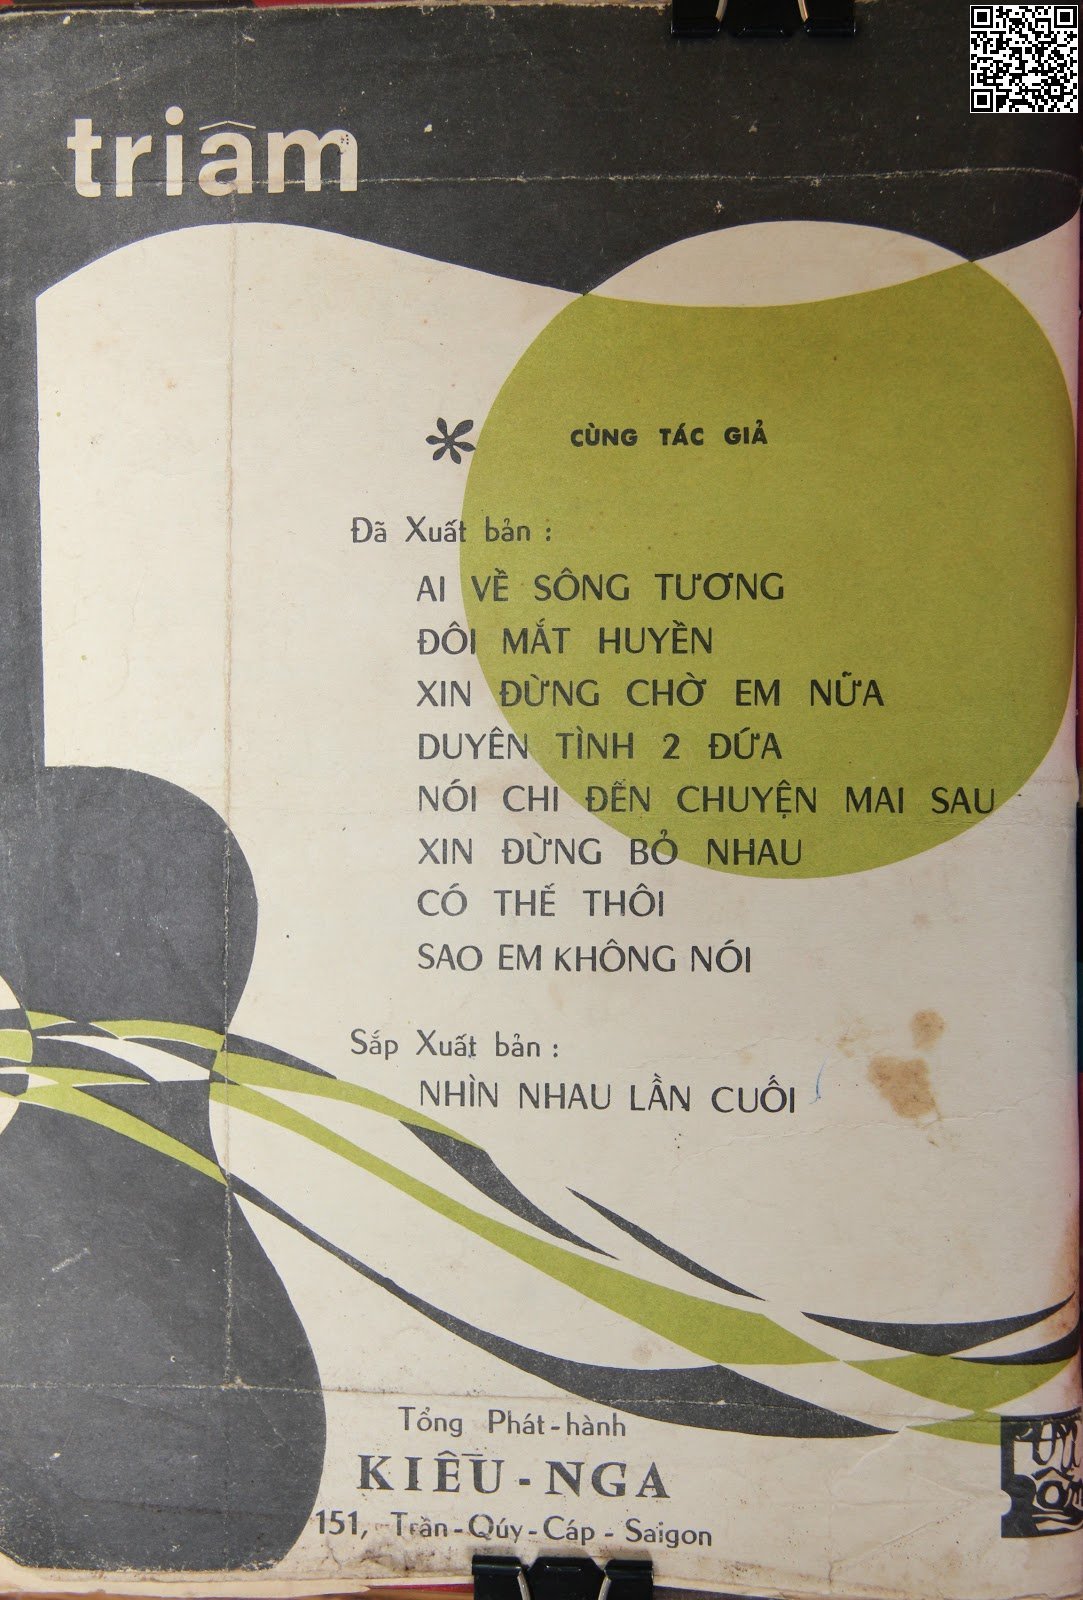 tri âm
CÙNG TÁC GIẢ
Đã Xuất bản :
AI VỀ SÔNG TƯƠNG
ĐÔI MẮT HUYỀN
XIN ĐỪNG CHỜ EM NỮA
DUYÊN TÌNH 2 ĐỨA
NÓI CHI ĐẾN CHUYỆN MAI SAU
XIN ĐỪNG BỎ NHAU
CÓ THẾ THÔI
SAO EM KHÔNG NÓI
Sắp Xuất bản :
NHÌN NHAU LẦN CUỐI
Tổng Phát-hành
KIỀU-NGA
151, Trần-Qúy-Cáp - Saigon